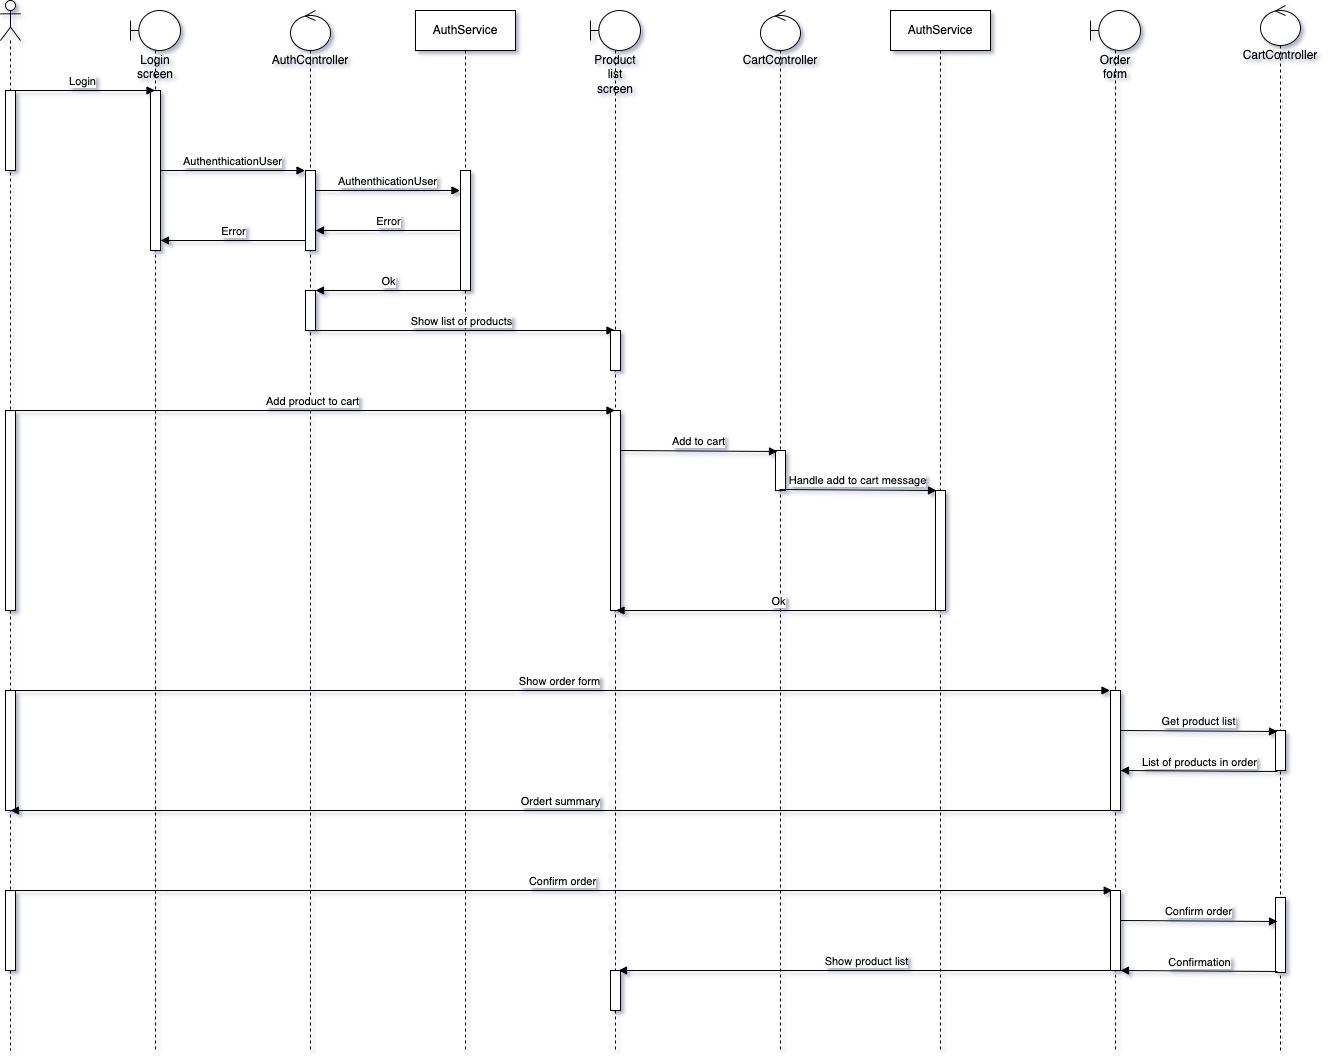 Login
screen
AuthController
AuthService
Product
list
screen
CartController
AuthService
Order
form
CartController
Login
AuthenthicationUser
AuthenthicationUser
Error
Error
Ok
Show list of products
Add product to cart
Add to cart
Handle add to cart message
Ok
Show order form
Get product list
List of products in order
Ordert summary
Confirm order
Confirm order
Show product list
Confirmation